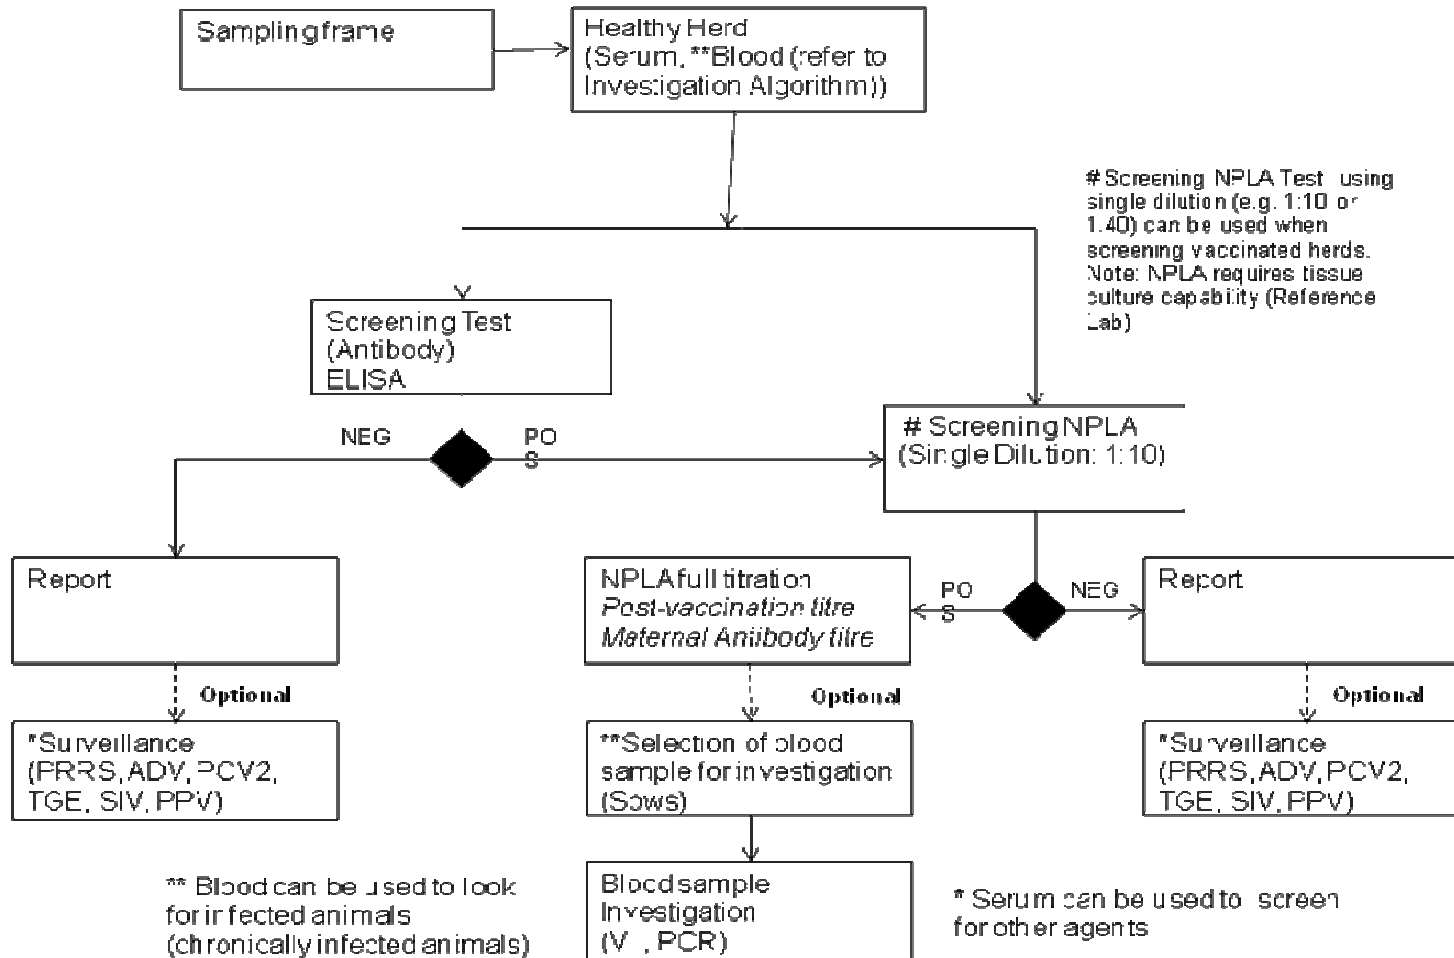 Sampling frame
Healthy Herd
(Serum, **Blood (refer to
Investigation Algorithm))
# Screening NPLA Test using
single dilution (e.g. 1:10 or
1.40) can be used when
screening vaccinated herds.
Note: NPLA requires tissue
culture capability (Reference
Lab)
Screening Test
(Antibody)
ELISA
NEG
PO
S
# Screening NPLA
(Single Dilution: 1:10)
Report
NPLA full titration
Post-vaccination titre
Maternal Antibody titre
PO
S
NEG
Report
Optional
Optional
Optional
*Surveillance
(PRRS, ADV, PCV2,
TGE, SIV, PPV)
**Selection of blood
sample for investigation
(Sows)
*Surveillance
(PRRS, ADV, PCV2,
TGE, SIV, PPV)
** Blood can be used to look
for infected animals
(chronically infected animals)
Blood sample
Investigation
(V , PCR)
* Serum can be used to screen
for other agents